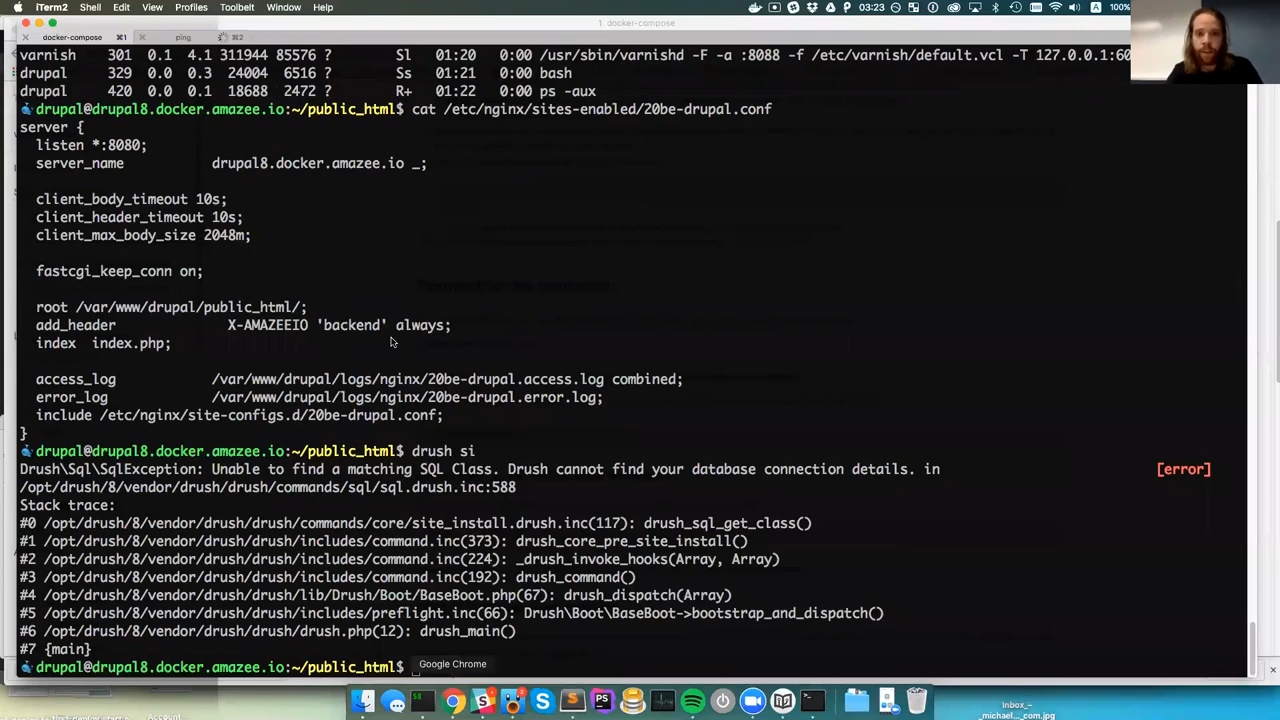 iTerm2 Shell Edit View Profiles Toolbelt Window Help 03:23 100%
1. docker-compose
docker-compose ⌘1 ping ⌘2
varnish 301 0.1 4.1 311944 85576 ? Sl 01:20 0:00 /usr/sbin/varnishd -F -a :8088 -f /etc/varnish/default.vcl -T 127.0.0.1:60
drupal 329 0.0 0.3 24004 6516 ? Ss 01:21 0:00 bash
drupal 420 0.0 0.1 18688 2472 ? R+ 01:22 0:00 ps -aux
drupal@drupal8.docker.amazee.io:~/public_html$ cat /etc/nginx/sites-enabled/20be-drupal.conf
server {
listen *:8080;
server_name drupal8.docker.amazee.io _;
client_body_timeout 10s;
client_header_timeout 10s;
client_max_body_size 2048m;
fastcgi_keep_conn on;
root /var/www/drupal/public_html/;
add_header X-AMAZEEIO 'backend' always;
index index.php;
access_log /var/www/drupal/logs/nginx/20be-drupal.access.log combined;
error_log /var/www/drupal/logs/nginx/20be-drupal.error.log;
include /etc/nginx/site-configs.d/20be-drupal.conf;
}
drupal@drupal8.docker.amazee.io:~/public_html$ drush si
Drush\Sql\SqlException: Unable to find a matching SQL Class. Drush cannot find your database connection details. in [error]
/opt/drush/8/vendor/drush/drush/commands/sql/sql.drush.inc:588
Stack trace:
#0 /opt/drush/8/vendor/drush/drush/commands/core/site_install.drush.inc(117): drush_sql_get_class()
#1 /opt/drush/8/vendor/drush/drush/includes/command.inc(373): drush_core_pre_site_install()
#2 /opt/drush/8/vendor/drush/drush/includes/command.inc(224): _drush_invoke_hooks(Array, Array)
#3 /opt/drush/8/vendor/drush/drush/includes/command.inc(192): drush_command()
#4 /opt/drush/8/vendor/drush/drush/lib/Drush/Boot/BaseBoot.php(67): drush_dispatch(Array)
#5 /opt/drush/8/vendor/drush/drush/includes/preflight.inc(66): Drush\Boot\BaseBoot->bootstrap_and_dispatch()
#6 /opt/drush/8/vendor/drush/drush/drush.php(12): drush_main()
#7 {main}
drupal@drupal8.docker.amazee.io:~/public_html$
Google Chrome
PS
Inbox_–
_michael..._com.jpg